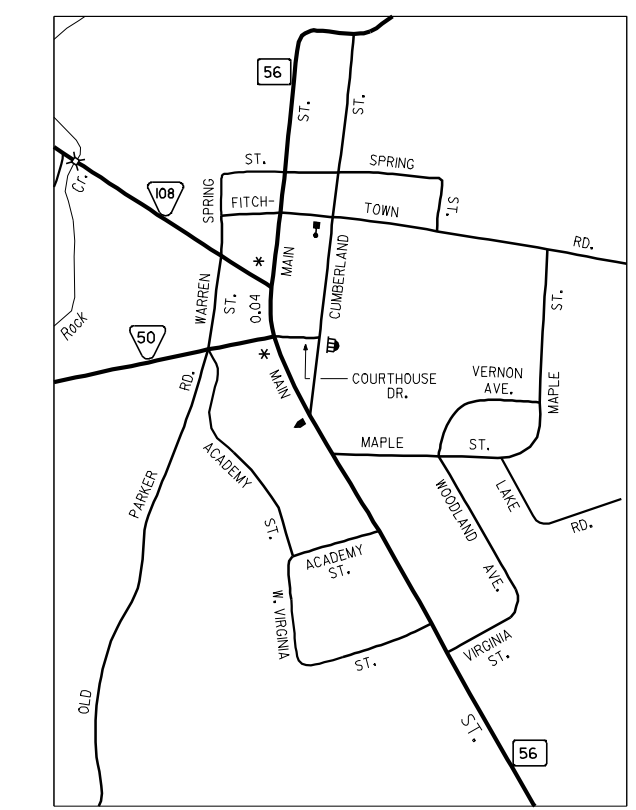 56
ST.
ST.
ST.
SPRING
Cr.
108
SPRING
FITCH-
TOWN
ST.
RD.
MAIN
CUMBERLAND
WARREN
ST.
0.04
ST.
Rock
50
COURTHOUSE
DR.
MAIN
RD.
VERNON
AVE.
MAPLE
MAPLE
ST.
ACADEMY
ST.
PARKER
WOODLAND
AVE.
LAKE
RD.
ACADEMY
ST.
W. VIRGINIA
ST.
VIRGINIA
ST.
OLD
ST.
56